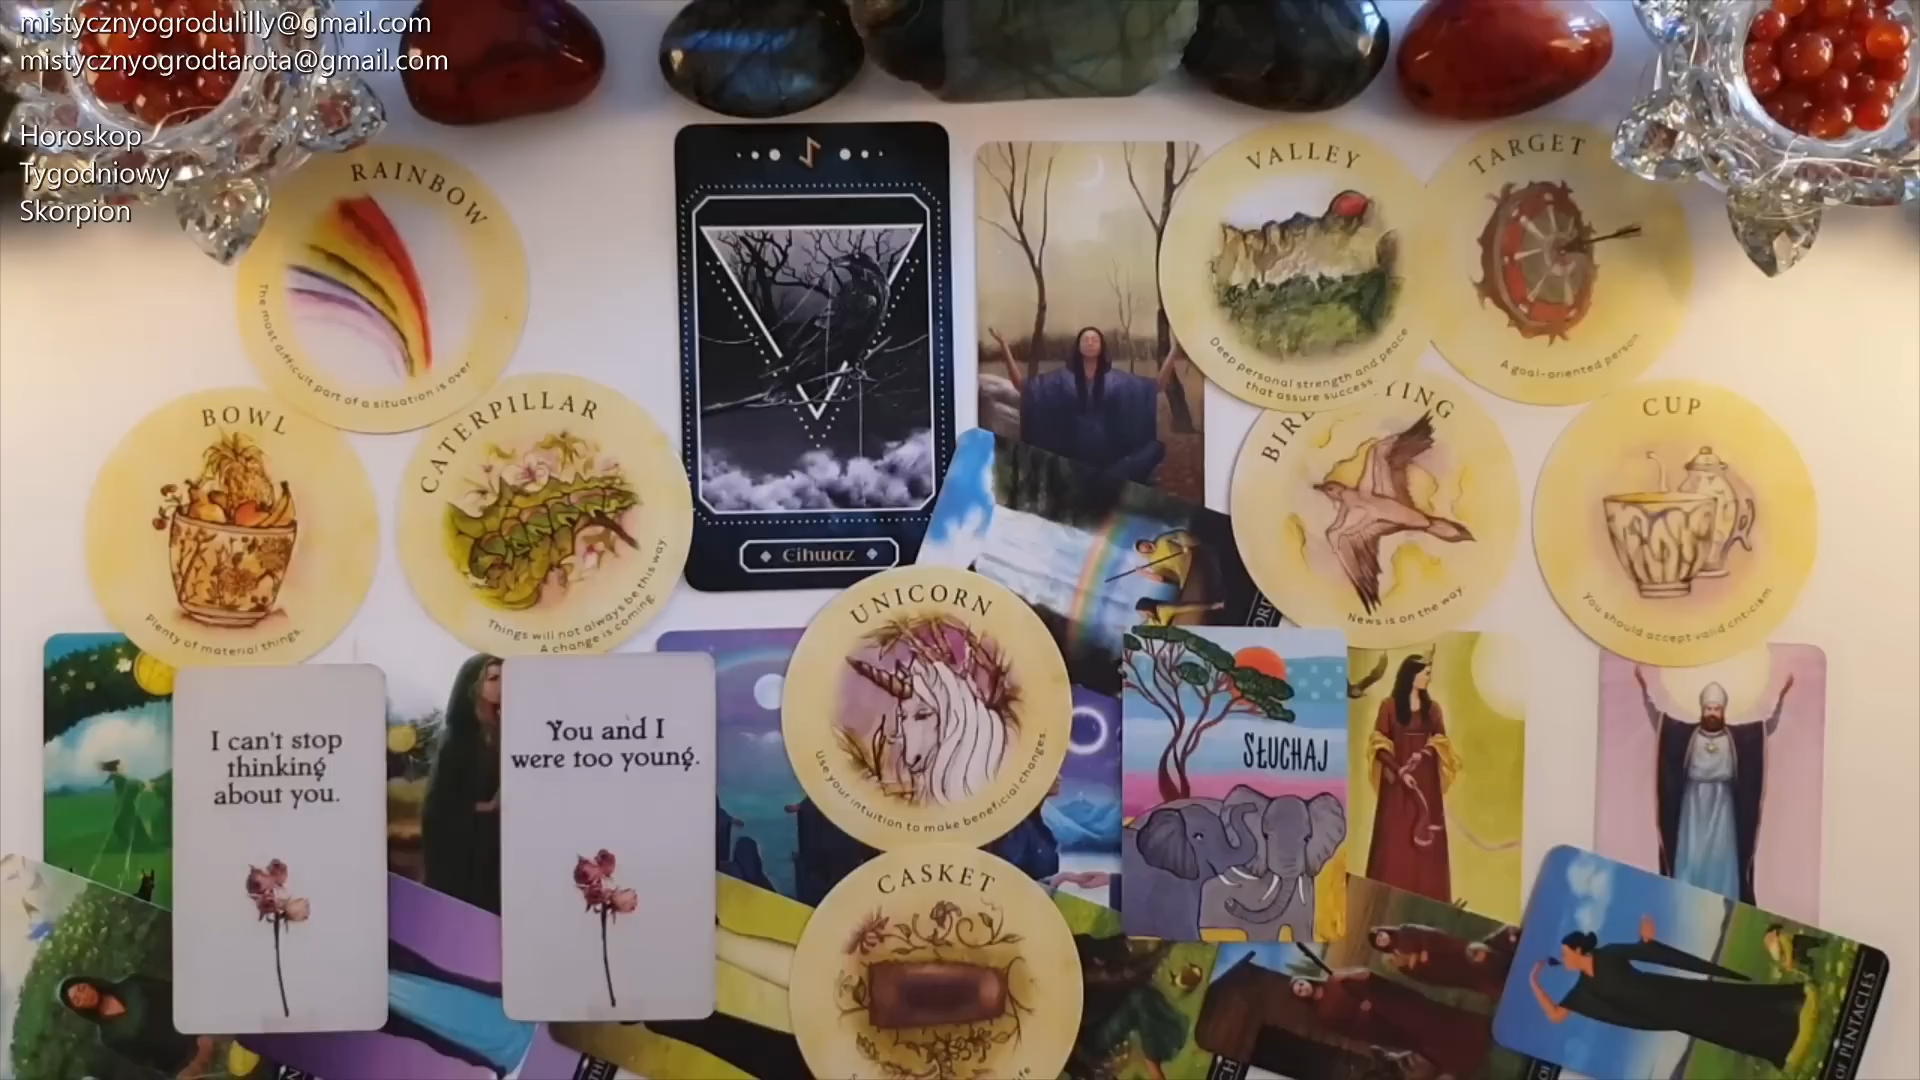 mistycznyogrodulilly@gmail.com
mistycznyogrodtarota@gmail.com
Horoskop
Tygodniowy
Skorpion
RAINBOW
The most difficult part of a situation is over
VALLEY
Deep personal strength and peace
that assure success.
TARGET
A goal-oriented person
BOWL
Plenty of material things.
CATERPILLAR
Things will not always be this way.
A change is coming.
Eihwaz
News is on the way.
CUP
You should accept valid criticism
UNICORN
Use your intuition to make beneficial changes.
I can't stop
thinking
about you.
You and I
were too young.
SŁUCHAJ
CASKET
OF PENTACLES